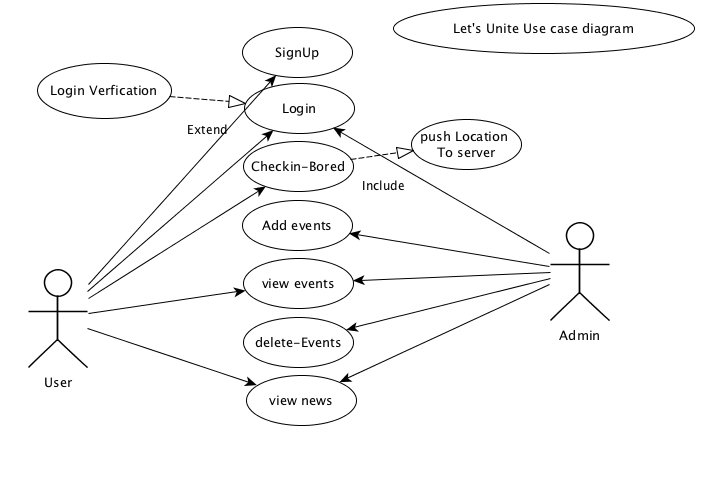 Let's Unite Use case diagram
SignUp
Login Verfication
Login
Extend
push Location
To server
Checkin-Bored
Include
Add events
view events
Admin
delete-Events
User
view news